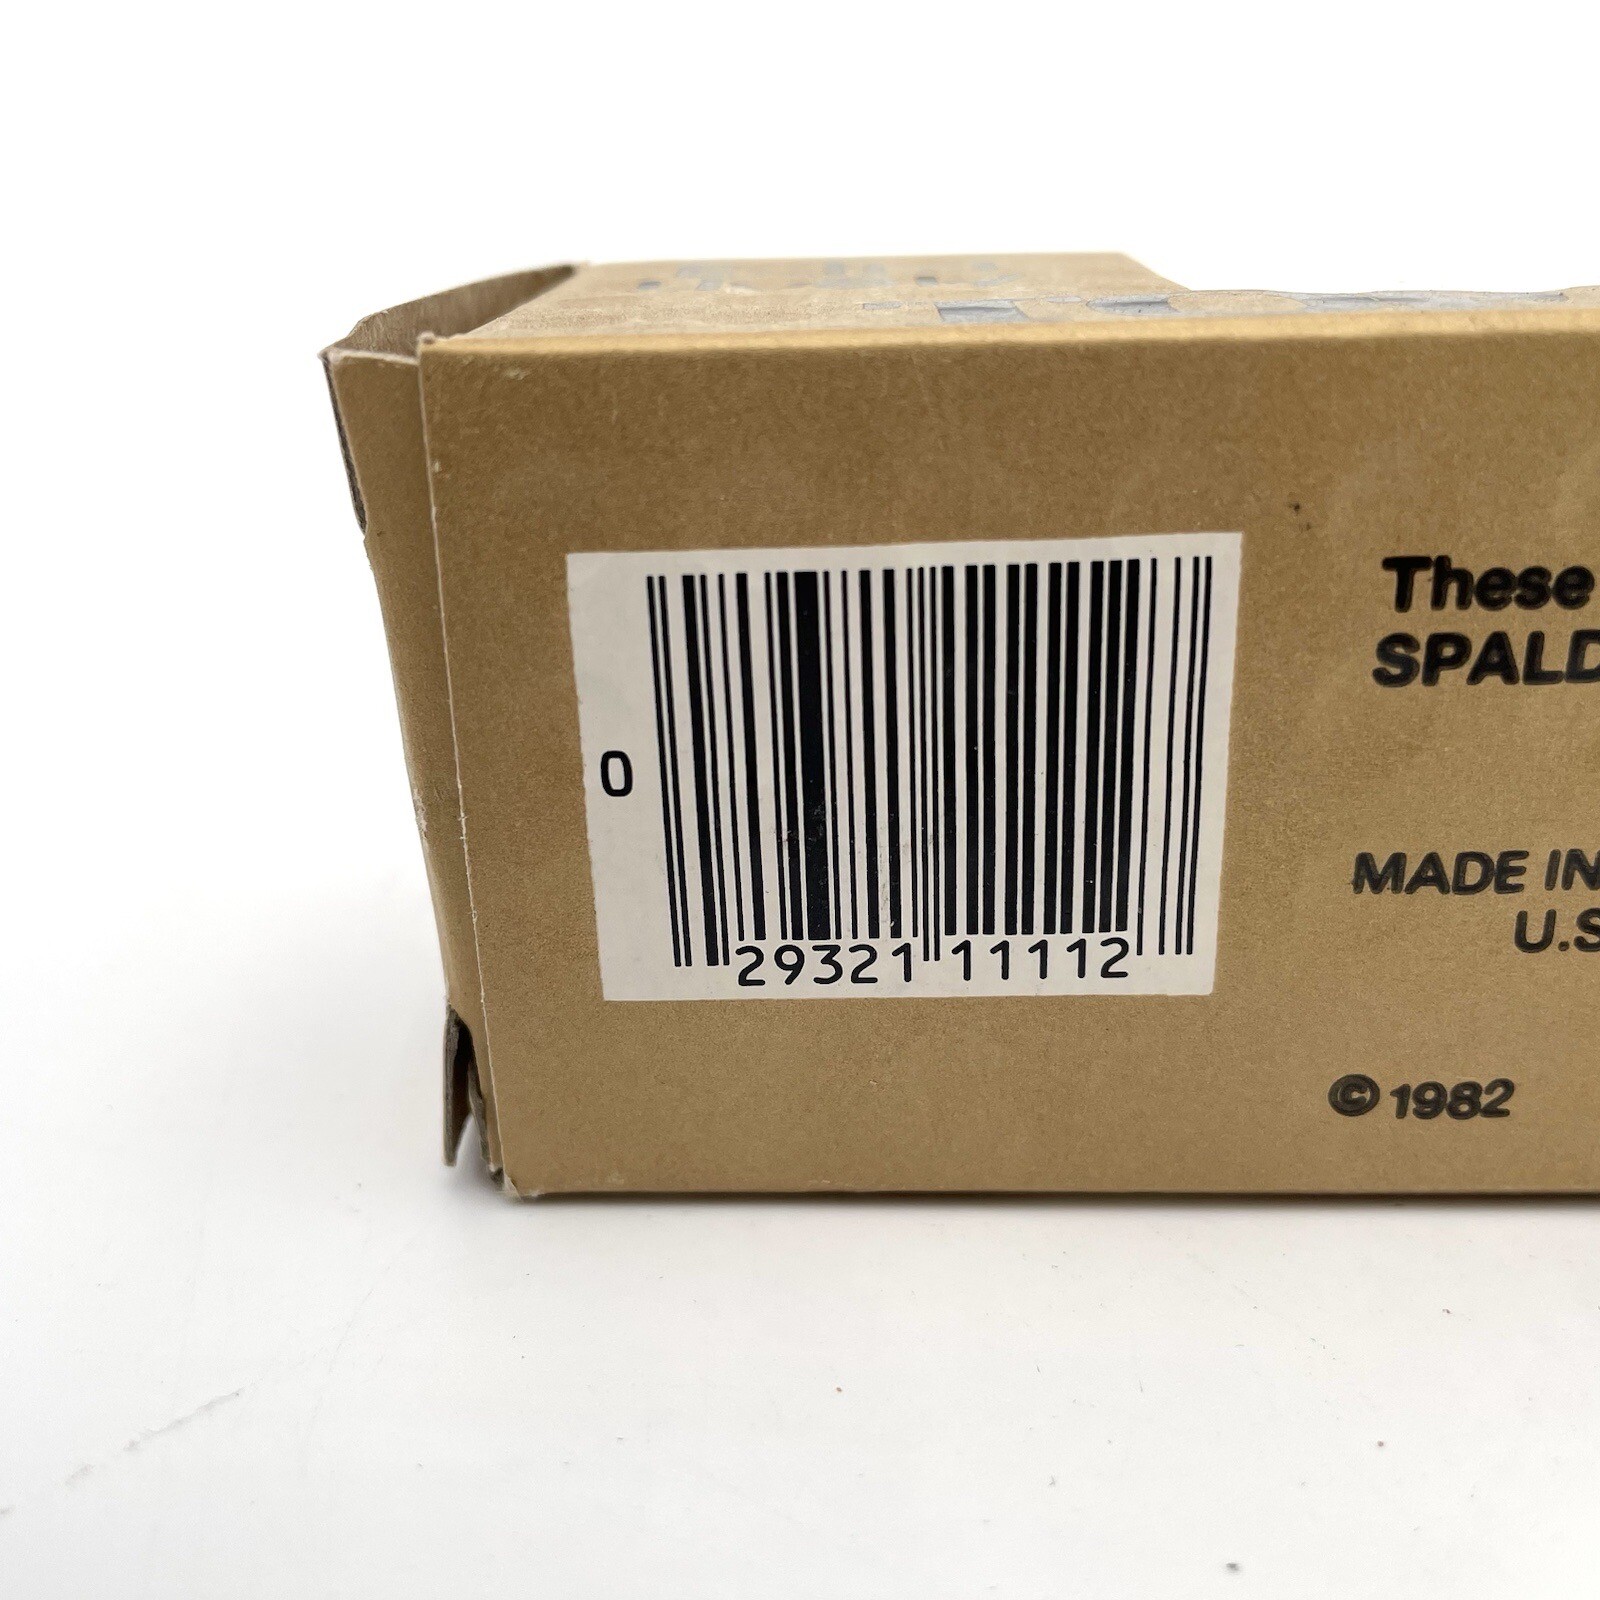 These
SPALD
0
MADE IN
U.S
29321 11112
© 1982